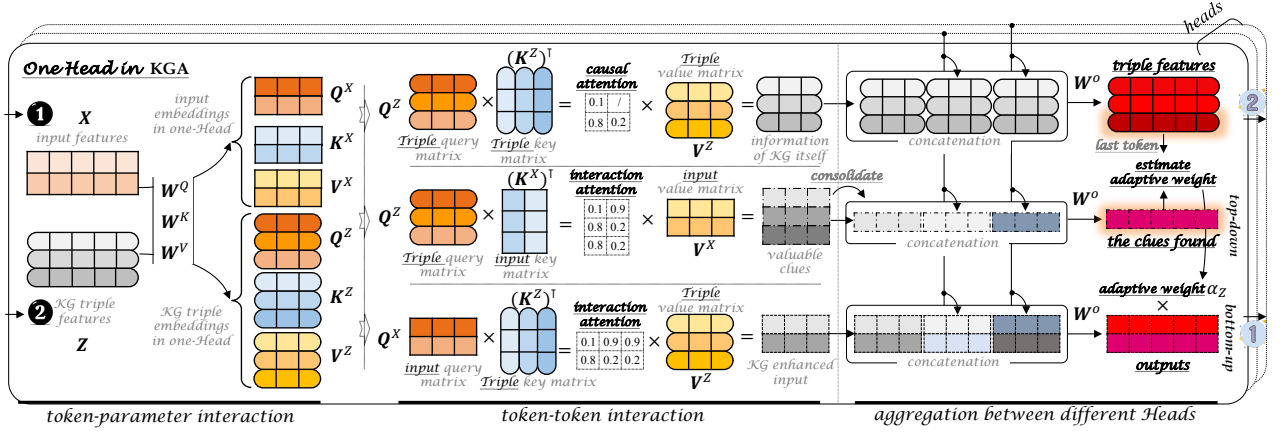 heads
One Head in KGA
1
X
input features
input
embeddings
in one-Head
W^Q
W^K
W^V
2
KG triple
features
Z
KG triple
embeddings
in one-Head
Q^X
K^X
V^X
Q^Z
K^Z
V^Z
token-parameter interaction
Q^Z
Triple query
matrix
×
(K^Z)^⊺
Triple key
matrix
=
causal
attention
0.1 /
0.8 0.2
×
Triple
value matrix
V^Z
=
information
of KG itself
Q^Z
Triple query
matrix
×
(K^X)^⊺
input key
matrix
=
interaction
attention
0.1 0.9
0.8 0.2
0.8 0.2
×
input
value matrix
V^X
=
valuable
clues
consolidate
Q^X
input query
matrix
×
(K^Z)^⊺
Triple key matrix
=
interaction
attention
0.1 0.9 0.9
0.8 0.2 0.2
×
Triple
value matrix
V^Z
=
KG enhanced
input
token-token interaction
concatenation
W^o
triple features
last token
estimate
adaptive weight
concatenation
W^o
the clues found
adaptive weight α_Z
×
concatenation
W^o
outputs
top-down
bottom-up
2
1
aggregation between different Heads